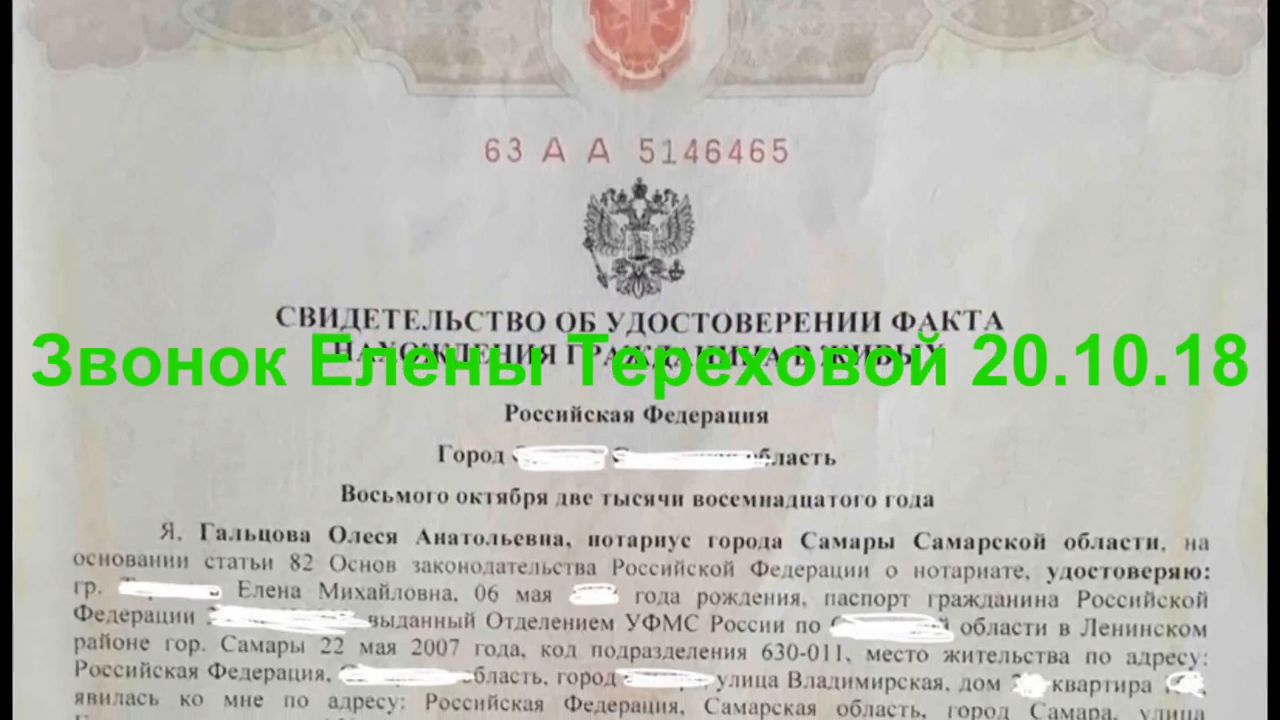 63 А А 5146465
СВИДЕТЕЛЬСТВО ОБ УДОСТОВЕРЕНИИ ФАКТА
НАХОЖДЕНИЯ ГРАЖДАНИНА В ЖИВЫХ
Звонок Елены Тереховой 20.10.18
Российская Федерация
Город область
Восьмого октября две тысячи восемнадцатого года
Я, Гальцова Олеся Анатольевна, нотариус города Самары Самарской области, на
основании статьи 82 Основ законодательства Российской Федерации о нотариате, удостоверяю:
гр. Елена Михайловна, 06 мая года рождения, паспорт гражданина Российской
Федерации выданный Отделением УФМС России по области в Ленинском
районе гор. Самары 22 мая 2007 года, код подразделения 630-011, место жительства по адресу:
Российская Федерация, область, город улица Владимирская, дом квартира
явилась ко мне по адресу: Российская Федерация, Самарская область, город Самара, улица